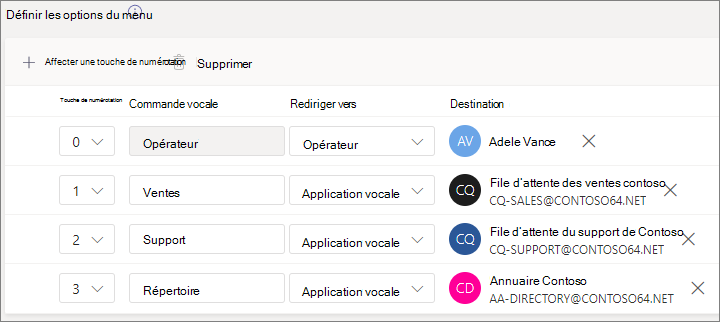 Définir les options du menu
Affecter une touche de numérotation Supprimer
Touche de numérotation Commande vocale Rediriger vers Destination
0 Opérateur Opérateur AV Adele Vance
1 Ventes Application vocale CQ File d'attente des ventes contoso
CQ-SALES@CONTOSO64.NET
2 Support Application vocale CQ File d'attente du support de Contoso
CQ-SUPPORT@CONTOSO64.NET
3 Répertoire Application vocale CD Annuaire Contoso
AA-DIRECTORY@CONTOSO64.NET